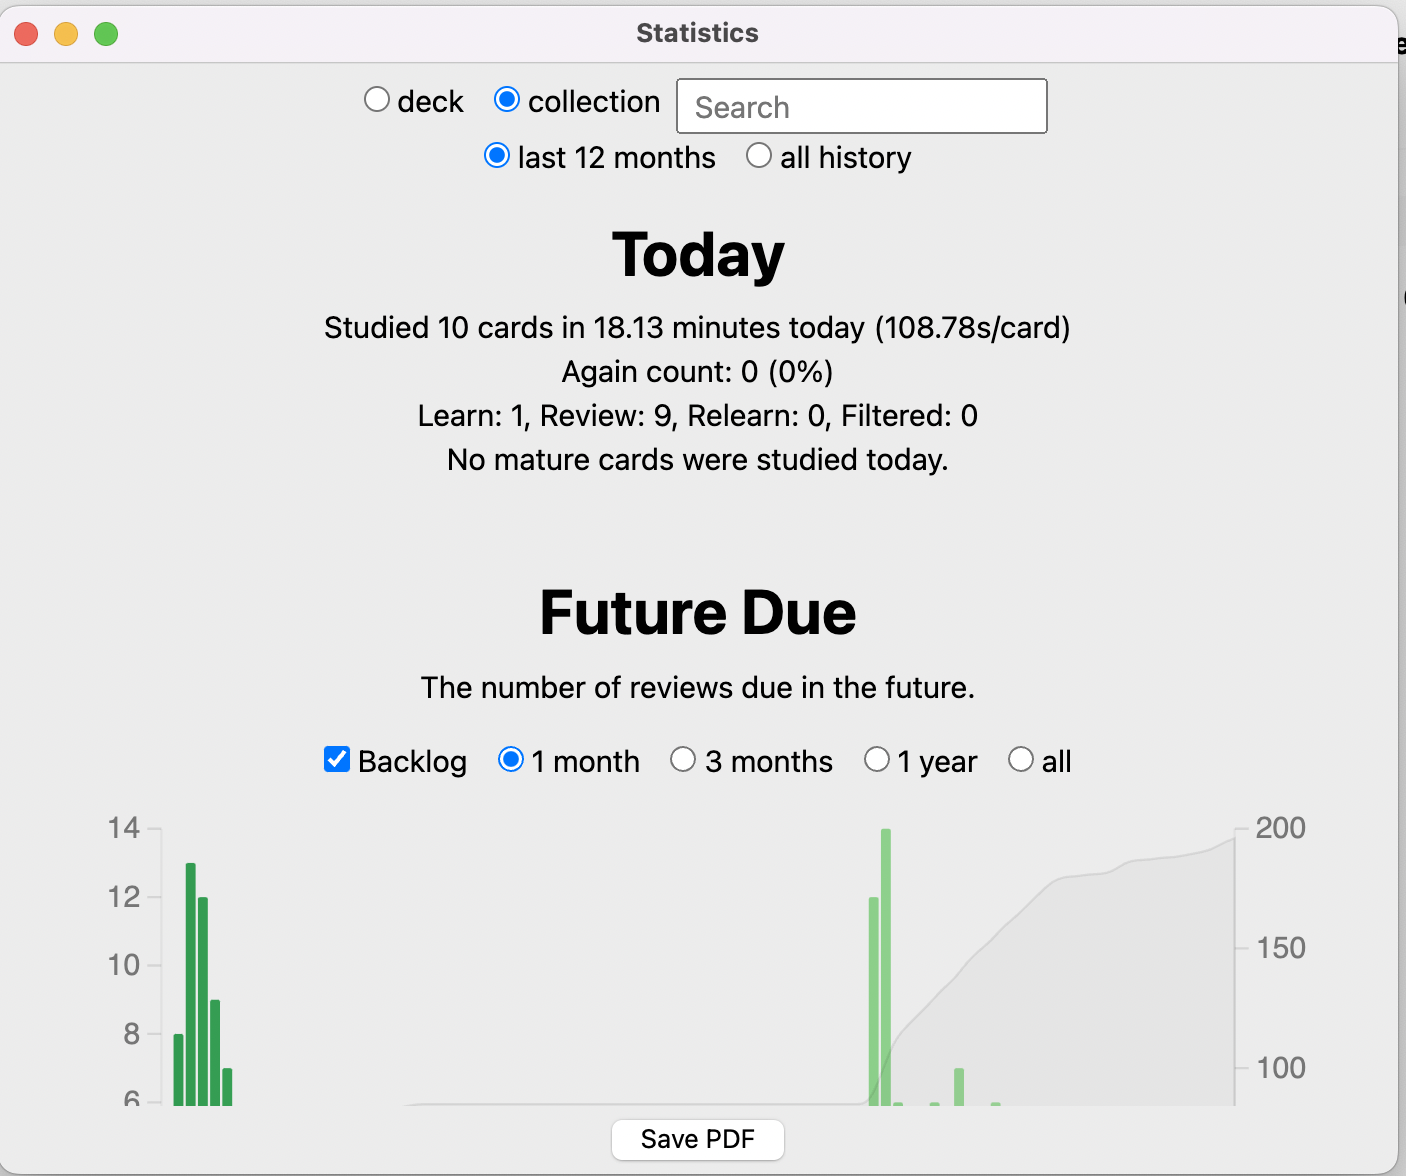 Statistics
deck collection Search
last 12 months all history
Today
Studied 10 cards in 18.13 minutes today (108.78s/card)
Again count: 0 (0%)
Learn: 1, Review: 9, Relearn: 0, Filtered: 0
No mature cards were studied today.
Future Due
The number of reviews due in the future.
Backlog 1 month 3 months 1 year all
14 200
12
10 150
8 100
6
Save PDF